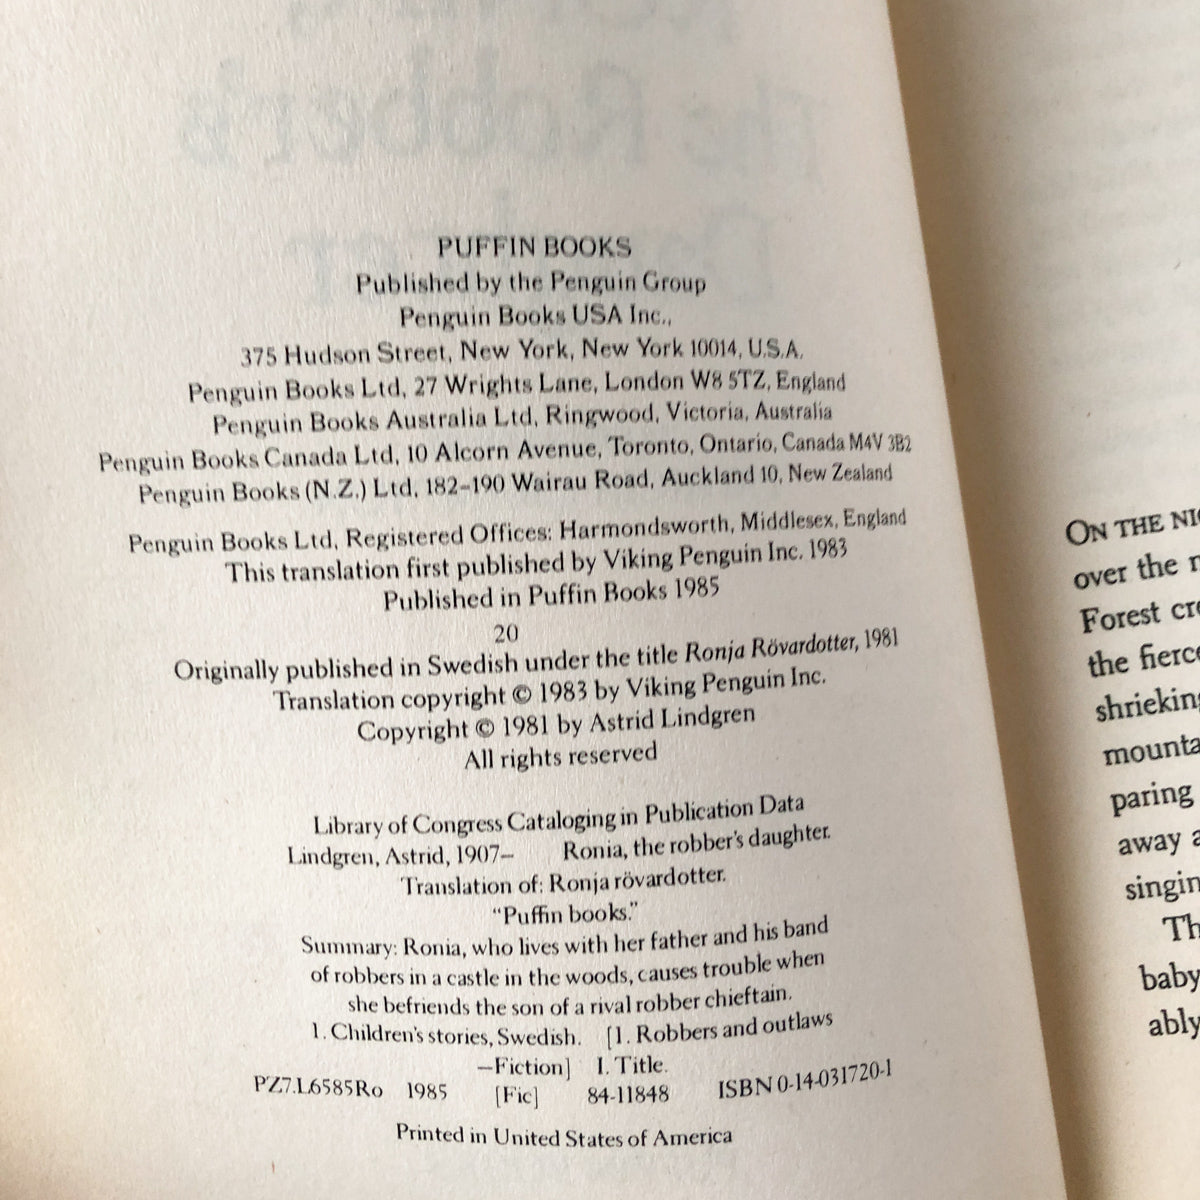 PUFFIN BOOKS
Published by the Penguin Group
Penguin Books USA Inc.,
375 Hudson Street, New York, New York 10014, U.S.A.
Penguin Books Ltd, 27 Wrights Lane, London W8 5TZ, England
Penguin Books Australia Ltd, Ringwood, Victoria, Australia
Penguin Books Canada Ltd, 10 Alcorn Avenue, Toronto, Ontario, Canada M4V 3B2
Penguin Books (N.Z.) Ltd, 182-190 Wairau Road, Auckland 10, New Zealand
Penguin Books Ltd, Registered Offices: Harmondsworth, Middlesex, England
This translation first published by Viking Penguin Inc. 1983
Published in Puffin Books 1985
20
Originally published in Swedish under the title Ronja Rövardotter, 1981
Translation copyright © 1983 by Viking Penguin Inc.
Copyright © 1981 by Astrid Lindgren
All rights reserved
Library of Congress Cataloging in Publication Data
Lindgren, Astrid, 1907– Ronia, the robber's daughter.
Translation of: Ronja rövardotter.
"Puffin books."
Summary: Ronia, who lives with her father and his band
of robbers in a castle in the woods, causes trouble when
she befriends the son of a rival robber chieftain.
1. Children's stories, Swedish. [1. Robbers and outlaws
—Fiction] I. Title.
PZ7.L6585Ro 1985 [Fic] 84-11848 ISBN 0-14-031720-1
Printed in United States of America
ON THE
over the
Forest
the
mounta
paring
away
Th
baby
ably